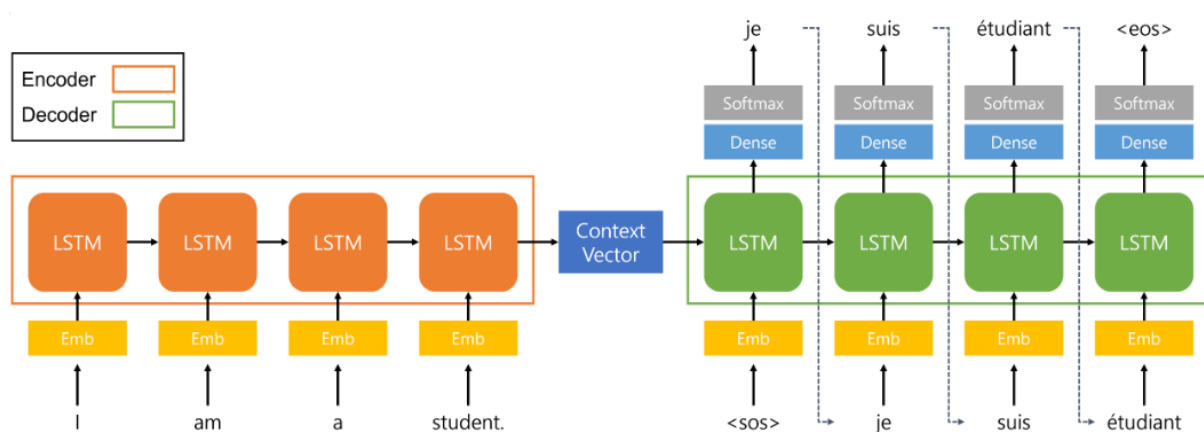 je suis étudiant <eos>
Encoder
Decoder
Softmax Softmax Softmax Softmax
Dense Dense Dense Dense
LSTM LSTM LSTM LSTM
Context
Vector
LSTM LSTM LSTM LSTM
Emb Emb Emb Emb
Emb Emb Emb Emb
I am a student.
<sos> je suis étudiant